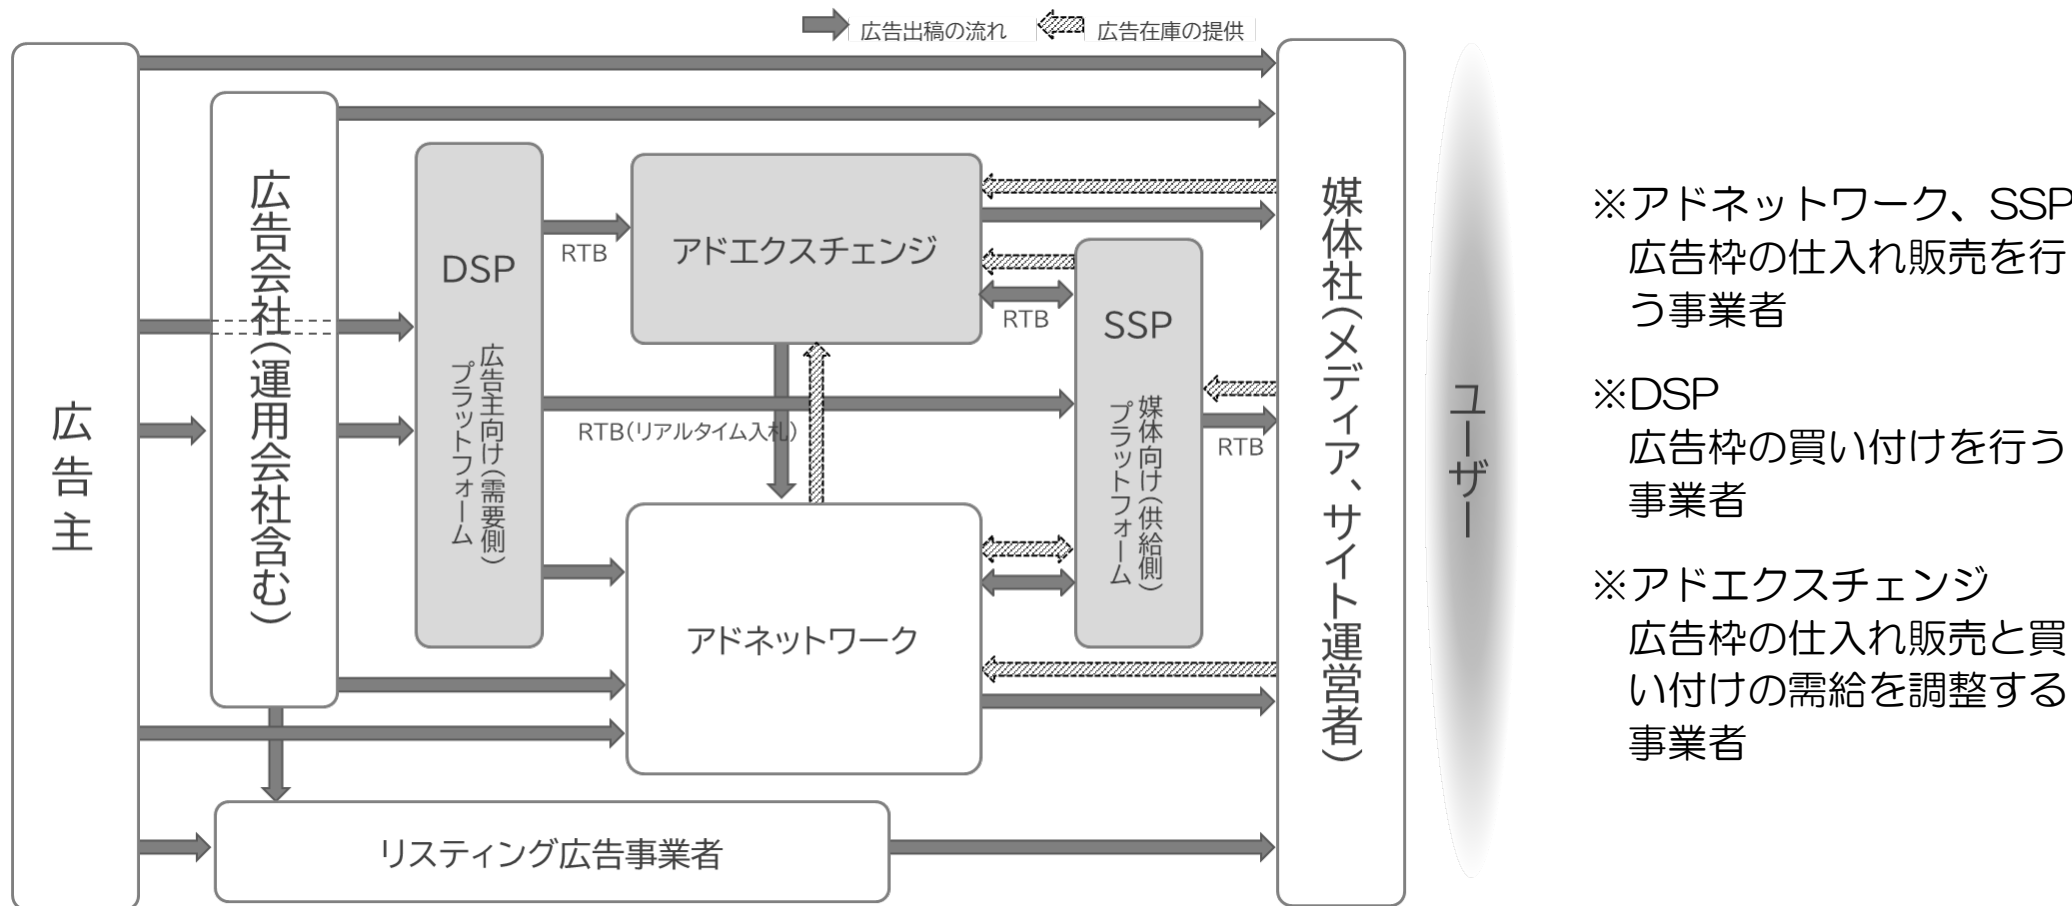 広告出稿の流れ
広告在庫の提供
広告主
広告会社(運用会社含む)
DSP
広告主向け(需要側)
プラットフォーム
RTB
アドエクスチェンジ
RTB
SSP
媒体向け(供給側)
プラットフォーム
RTB(リアルタイム入札)
RTB
アドネットワーク
リスティング広告事業者
媒体社(メディア、サイト運営者)
ユーザー
※アドネットワーク、SSP
広告枠の仕入れ販売を行
う事業者
※DSP
広告枠の買い付けを行う
事業者
※アドエクスチェンジ
広告枠の仕入れ販売と買
い付けの需給を調整する
事業者